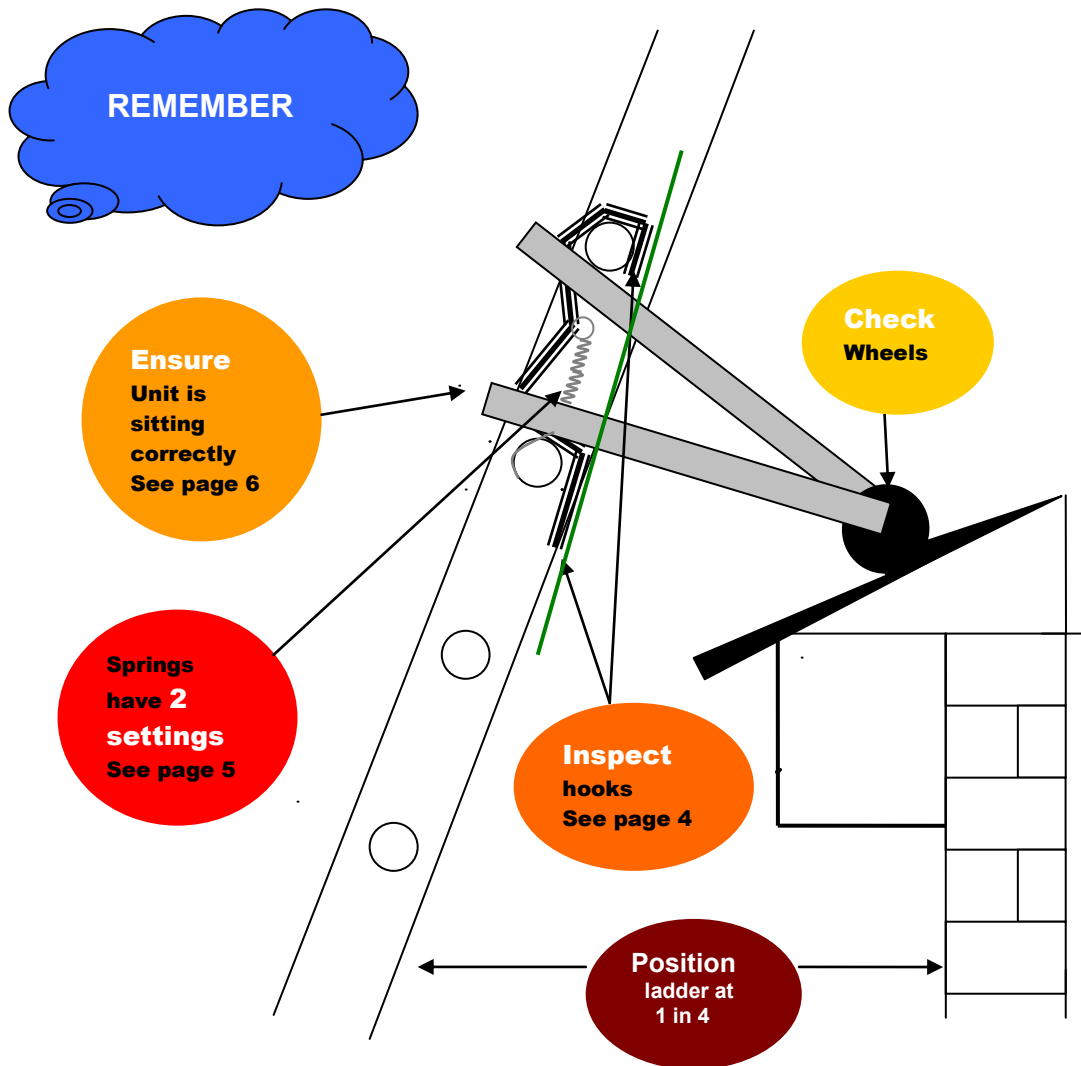 REMEMBER
Ensure
Unit is
sitting
correctly
See page 6
Check
Wheels
Springs
have 2
settings
See page 5
Inspect
hooks
See page 4
Position
ladder at
1 in 4